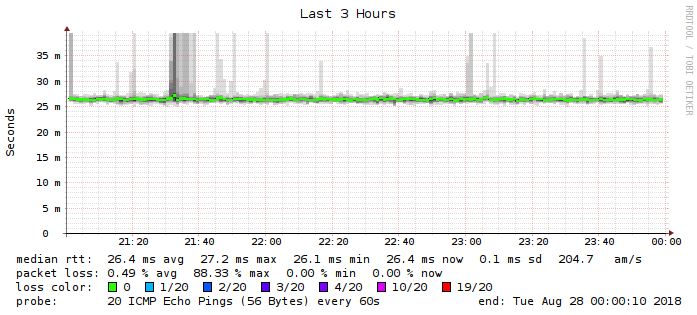 Last 3 Hours
RRDTOOL / TOBI OETIKER
Seconds
35 m
30 m
25 m
20 m
15 m
10 m
5 m
0
21:20 21:40 22:00 22:20 22:40 23:00 23:20 23:40 00:00
median rtt: 26.4 ms avg 27.2 ms max 26.1 ms min 26.4 ms now 0.1 ms sd 204.7 am/s
packet loss: 0.49 % avg 88.33 % max 0.00 % min 0.00 % now
loss color: 0 1/20 2/20 3/20 4/20 10/20 19/20
probe: 20 ICMP Echo Pings (56 Bytes) every 60s end: Tue Aug 28 00:00:10 2018